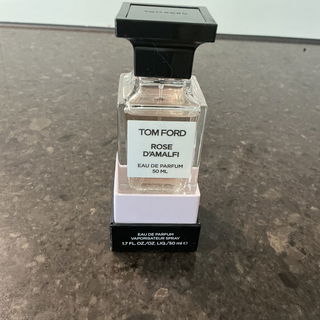 TOM FORD
ROSE
D'AMALFI
EAU DE PARFUM
50 ML
EAU DE PARFUM
VAPORISATEUR SPRAY
1.7 FL. OZ./OZ. LIQ./50 ml ℮